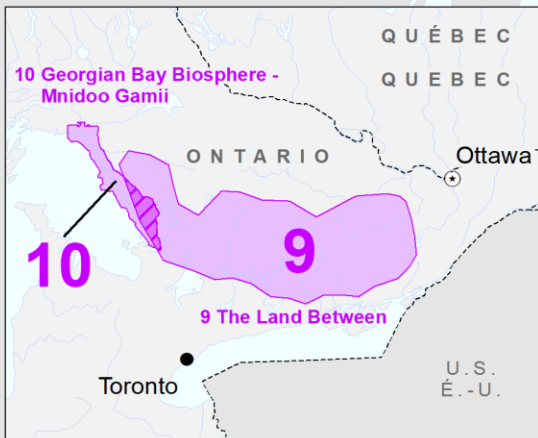 QUÉBEC
QUEBEC
10 Georgian Bay Biosphere -
Mnidoo Gamii
ONTARIO
Ottawa
10
9
9 The Land Between
Toronto
U.S.
É.-U.